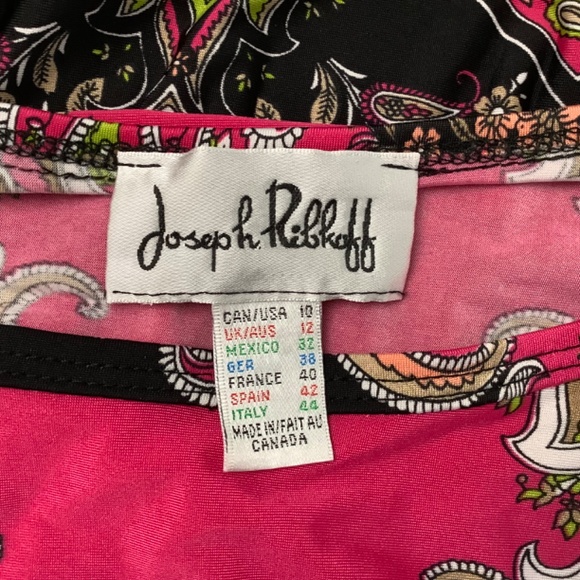 Joseph Ribkoff
CAN/USA 10
UK/AUS 12
MEXICO 32
GER 38
FRANCE 40
SPAIN 42
ITALY 44
MADE IN/FAIT AU
CANADA